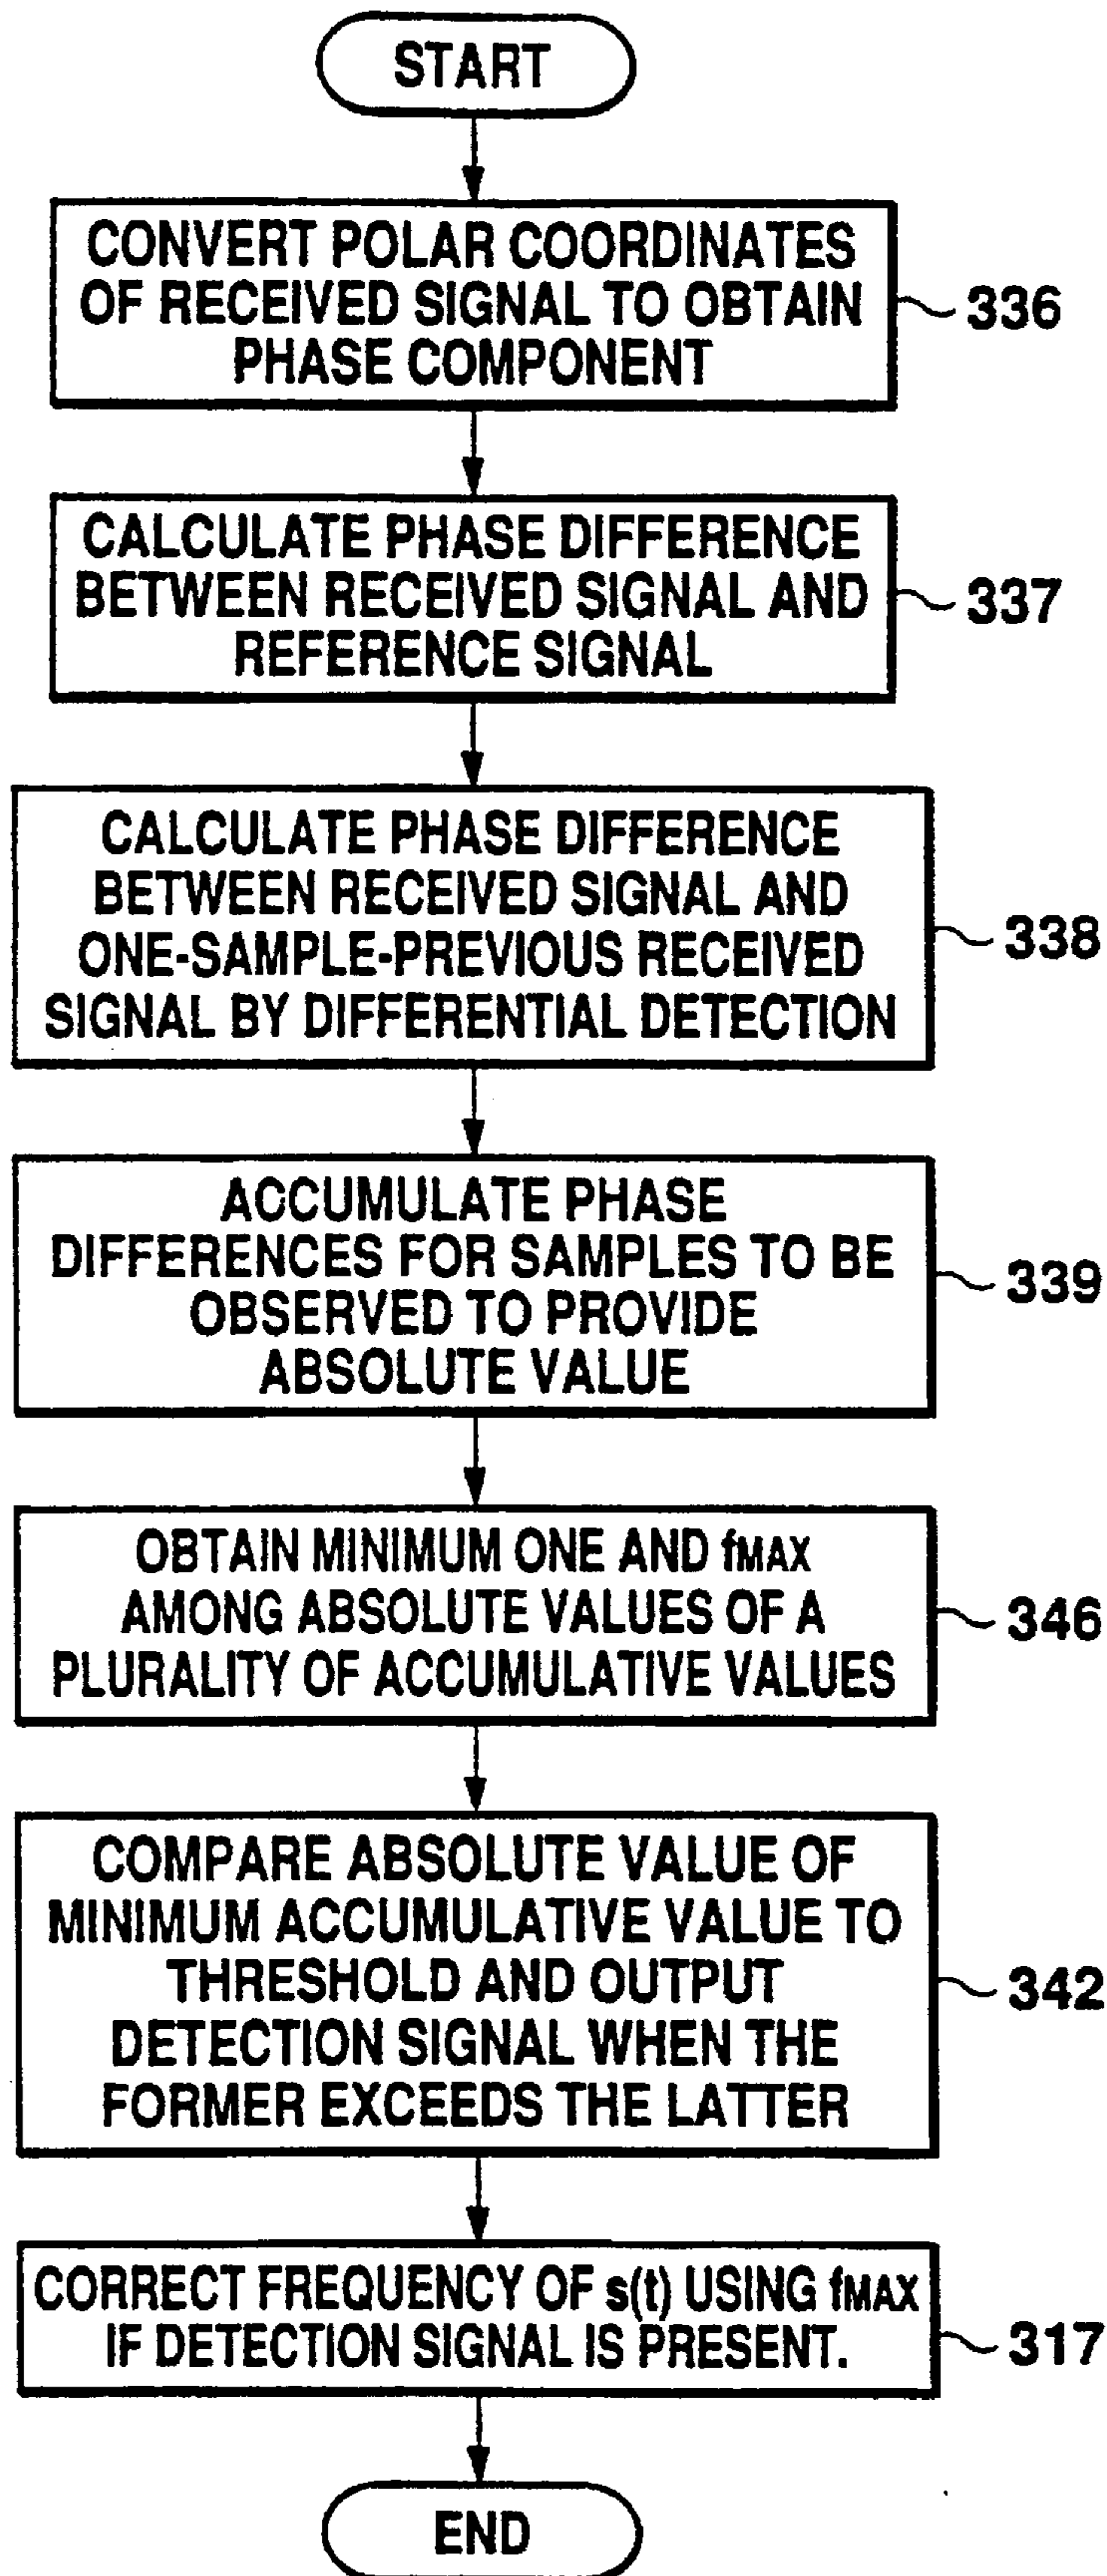 START
CONVERT POLAR COORDINATES
OF RECEIVED SIGNAL TO OBTAIN
PHASE COMPONENT
336
CALCULATE PHASE DIFFERENCE
BETWEEN RECEIVED SIGNAL AND
REFERENCE SIGNAL
337
CALCULATE PHASE DIFFERENCE
BETWEEN RECEIVED SIGNAL AND
ONE-SAMPLE-PREVIOUS RECEIVED
SIGNAL BY DIFFERENTIAL DETECTION
338
ACCUMULATE PHASE
DIFFERENCES FOR SAMPLES TO BE
OBSERVED TO PROVIDE
ABSOLUTE VALUE
339
OBTAIN MINIMUM ONE AND fMAX
AMONG ABSOLUTE VALUES OF A
PLURALITY OF ACCUMULATIVE VALUES
346
COMPARE ABSOLUTE VALUE OF
MINIMUM ACCUMULATIVE VALUE TO
THRESHOLD AND OUTPUT
DETECTION SIGNAL WHEN THE
FORMER EXCEEDS THE LATTER
342
CORRECT FREQUENCY OF s(t) USING fMAX
IF DETECTION SIGNAL IS PRESENT.
317
END